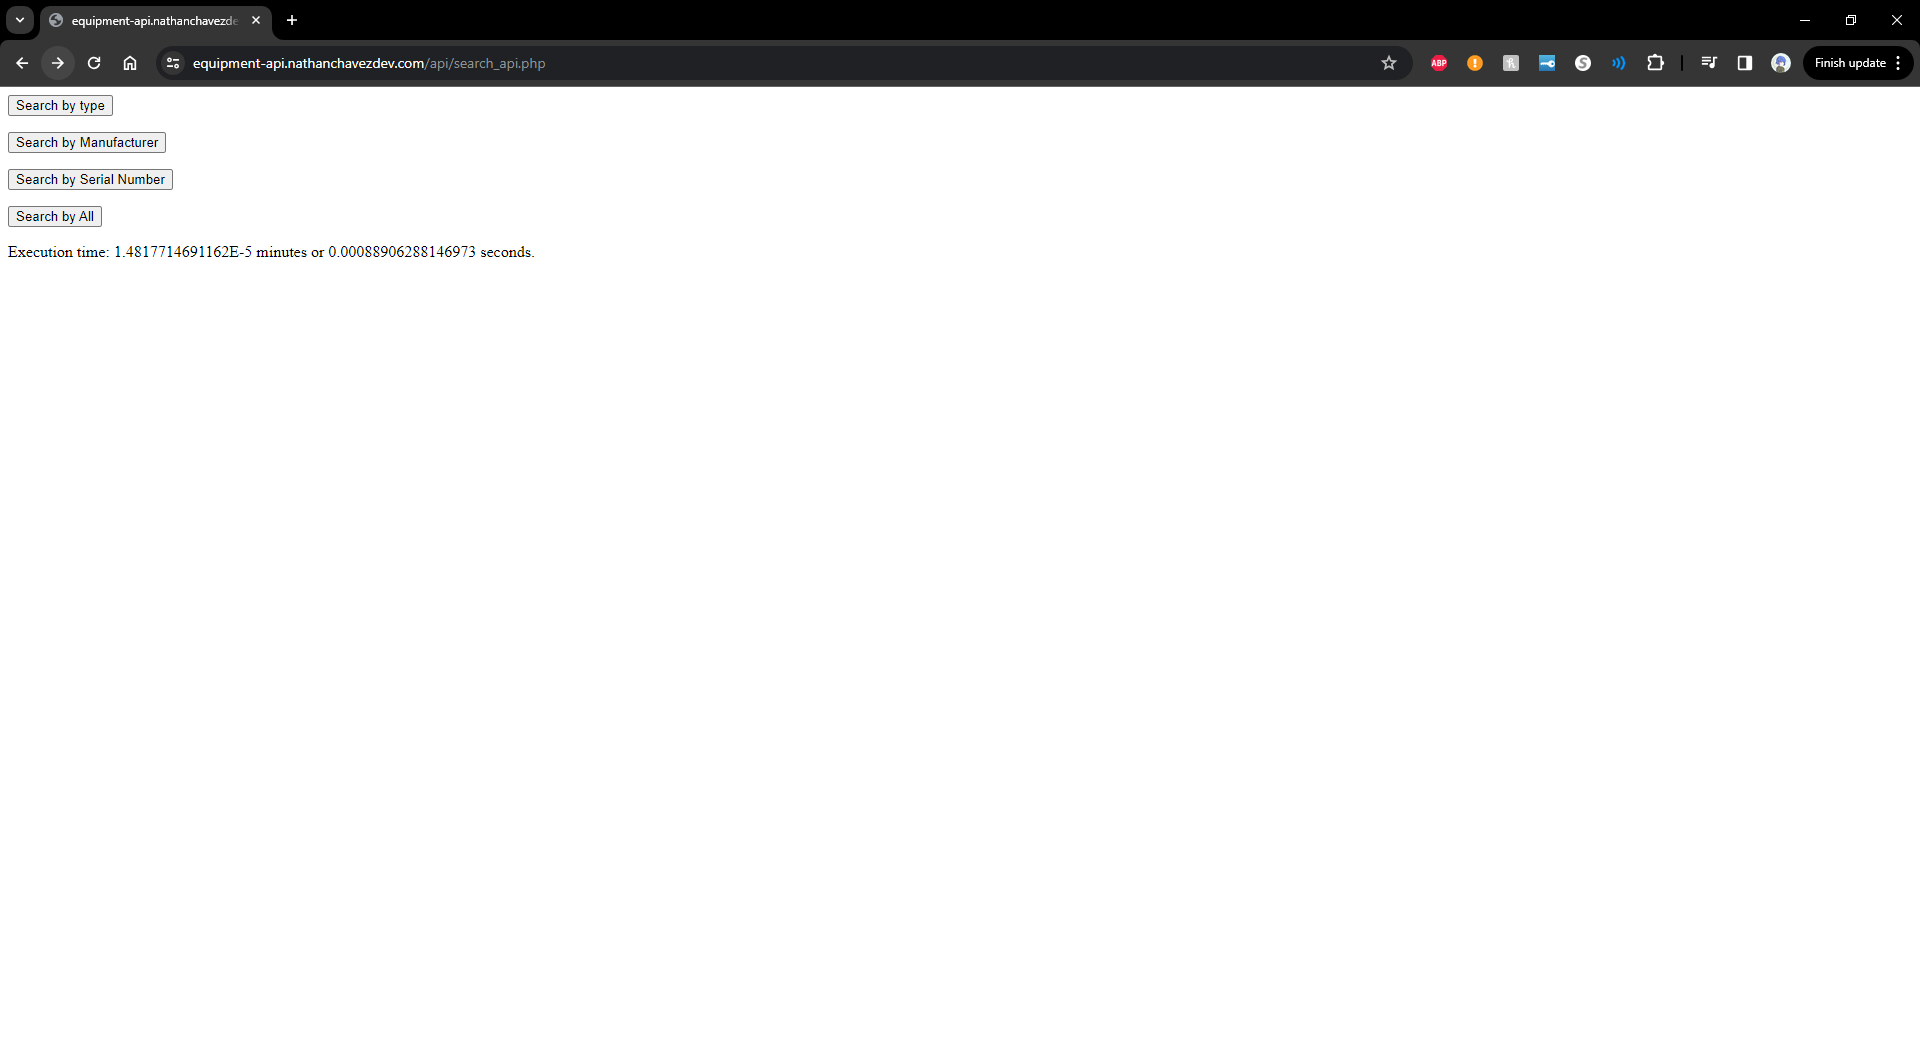 equipment-api.nathanchavezde
equipment-api.nathanchavezdev.com/api/search_api.php
ABP
Finish update
Search by type
Search by Manufacturer
Search by Serial Number
Search by All
Execution time: 1.4817714691162E-5 minutes or 0.00088906288146973 seconds.